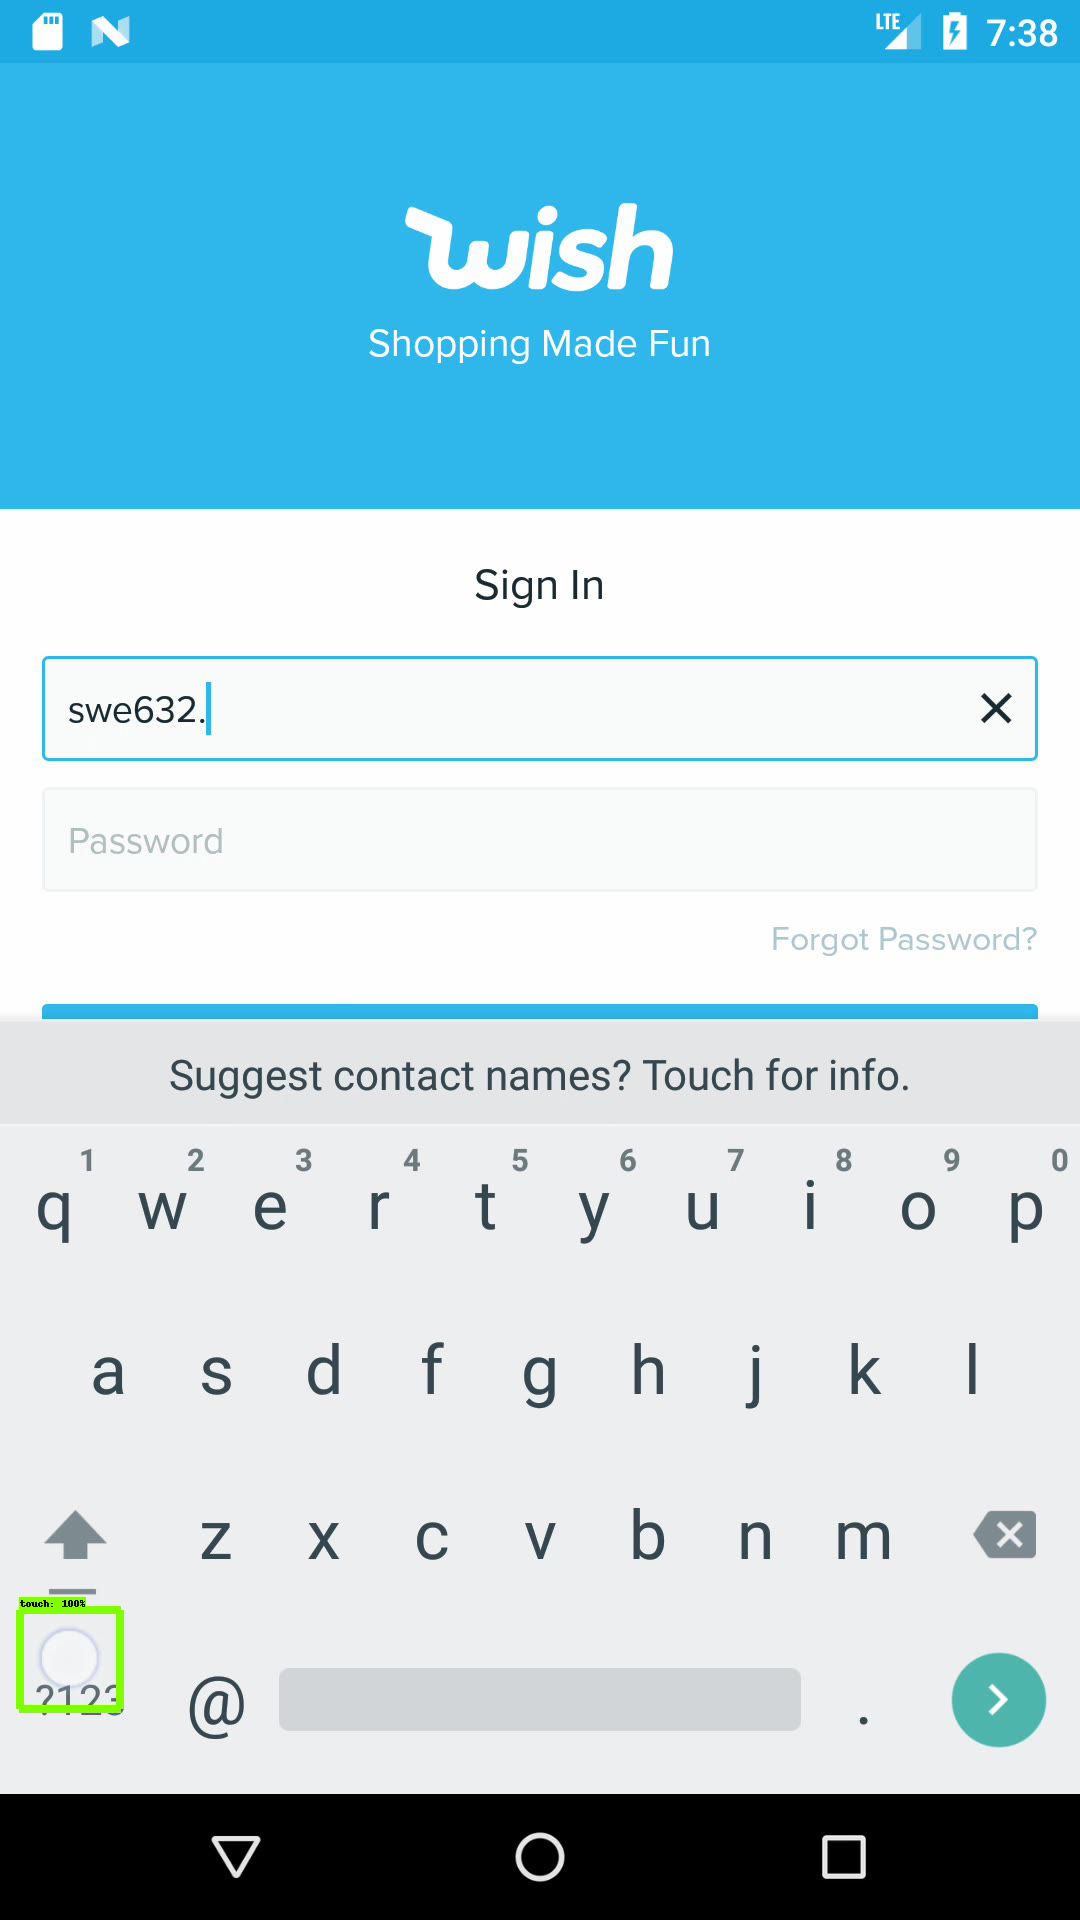 LTE 7:38
wish
Shopping Made Fun
Sign In
swe632.
Password
Forgot Password?
Suggest contact names? Touch for info.
1 2 3 4 5 6 7 8 9 0
q w e r t y u i o p
a s d f g h j k l
z x c v b n m
touch: 100%
?123 @ .